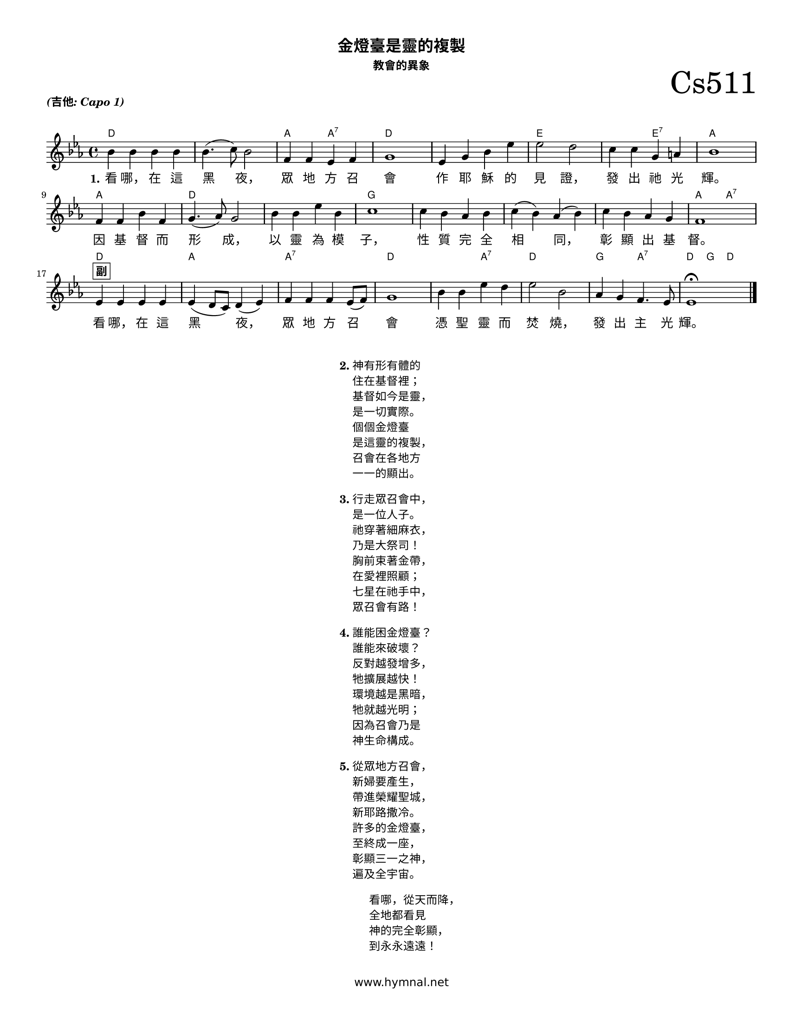 金燈臺是靈的複製
教會的異象
Cs511
(吉他: Capo 1)
D A A7 D E E7 A
1. 看哪，在 這 黑 夜， 眾 地 方 召 會 作 耶 穌 的 見 證， 發 出 祂 光 輝。
9
A D G A A7
因 基 督 而 形 成， 以 靈 為 模 子， 性 質 完 全 相 同， 彰 顯 出 基 督。
D A A7 D A7 D G A7 D G D
17
副
看哪，在 這 黑 夜， 眾 地 方 召 會 憑 聖 靈 而 焚 燒， 發 出 主 光 輝。
2. 神有形有體的
住在基督裡；
基督如今是靈，
是一切實際。
個個金燈臺
是這靈的複製，
召會在各地方
一一的顯出。
3. 行走眾召會中，
是一位人子。
祂穿著細麻衣，
乃是大祭司！
胸前束著金帶，
在愛裡照顧；
七星在祂手中，
眾召會有路！
4. 誰能困金燈臺？
誰能來破壞？
反對越發增多，
牠擴展越快！
環境越是黑暗，
牠就越光明；
因為召會乃是
神生命構成。
5. 從眾地方召會，
新婦要產生，
帶進榮耀聖城，
新耶路撒冷。
許多的金燈臺，
至終成一座，
彰顯三一之神，
遍及全宇宙。
看哪，從天而降，
全地都看見
神的完全彰顯，
到永永遠遠！
www.hymnal.net